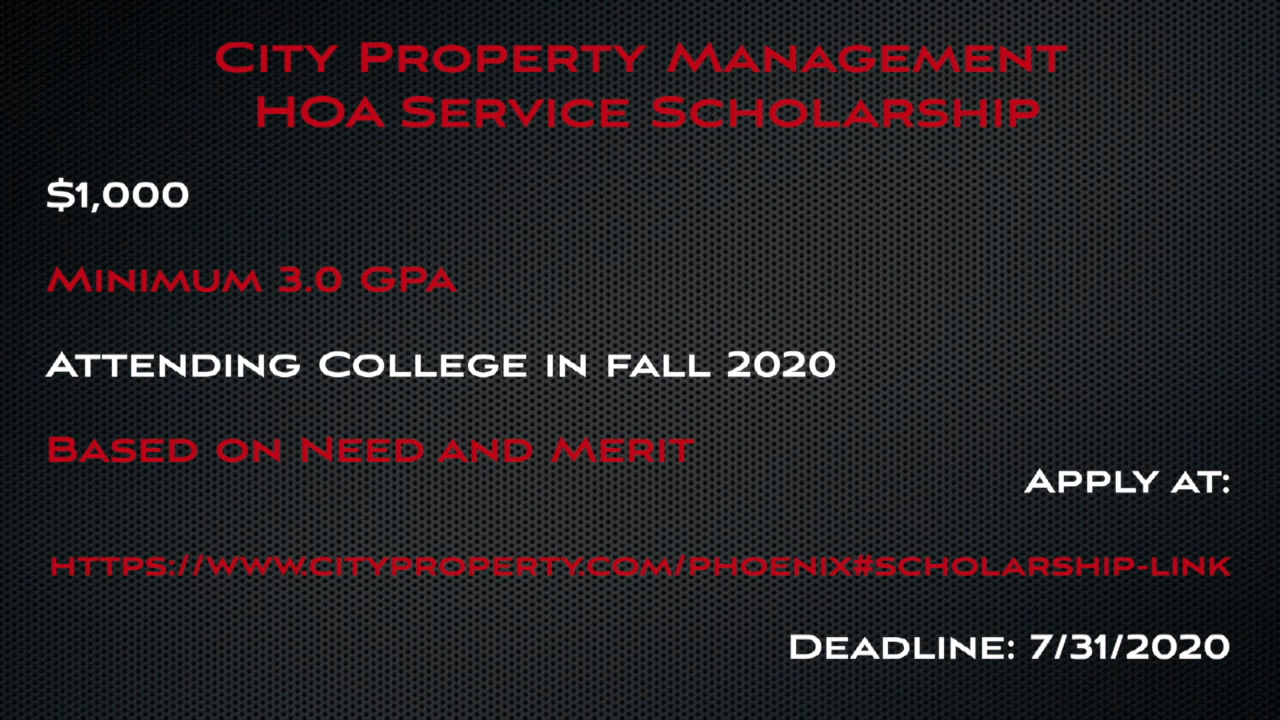 City Property Management
HOA Service Scholarship
$1,000
Minimum 3.0 GPA
Attending College in fall 2020
Based on Need and Merit
Apply at:
https://www.cityproperty.com/phoenix#scholarship-link
Deadline: 7/31/2020